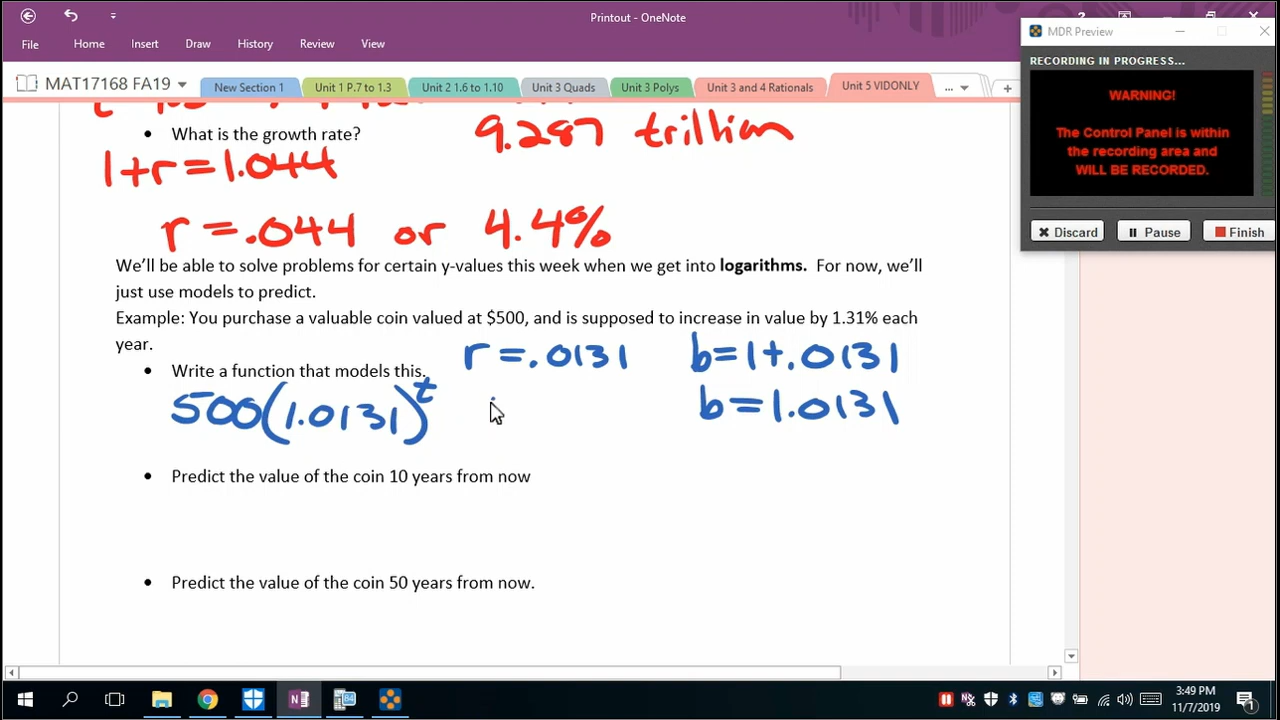 Printout - OneNote
?
File Home Insert Draw History Review View
MAT17168 FA19
New Section 1
Unit 1 P.7 to 1.3
Unit 2 1.6 to 1.10
Unit 3 Quads
Unit 3 Polys
Unit 3 and 4 Rationals
Unit 5 VIDONLY
...
+
MDR Preview
RECORDING IN PROGRESS...
WARNING!
The Control Panel is within
the recording area and
WILL BE RECORDED.
Discard Pause Finish
• What is the growth rate?
9.287 trillion
1+r=1.044
r=.044 or 4.4%
We’ll be able to solve problems for certain y-values this week when we get into logarithms. For now, we’ll
just use models to predict.
Example: You purchase a valuable coin valued at $500, and is supposed to increase in value by 1.31% each
year.
r=.0131 b=1+.0131
• Write a function that models this.
500(1.0131)^t b=1.0131
• Predict the value of the coin 10 years from now
• Predict the value of the coin 50 years from now.
3:49 PM
11/7/2019
1